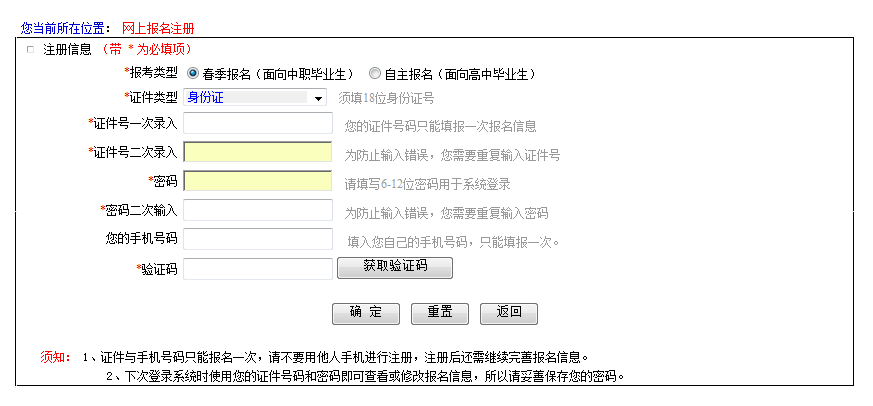 您当前所在位置： 网上报名注册
注册信息 （带 *为必填项）
*报考类型 春季报名（面向中职毕业生） 自主报名（面向高中毕业生）
*证件类型 身份证 须填18位身份证号
*证件号一次录入 您的证件号码只能填报一次报名信息
*证件号二次录入 为防止输入错误，您需要重复输入证件号
*密码 请填写6-12位密码用于系统登录
*密码二次输入 为防止输入错误，您需要重复输入密码
您的手机号码 填入您自己的手机号码，只能填报一次。
*验证码 获取验证码
确 定 重置 返回
须知： 1、证件与手机号码只能报名一次，请不要用他人手机进行注册，注册后还需继续完善报名信息。
2、下次登录系统时使用您的证件号码和密码即可查看或修改报名信息，所以请妥善保存您的密码。